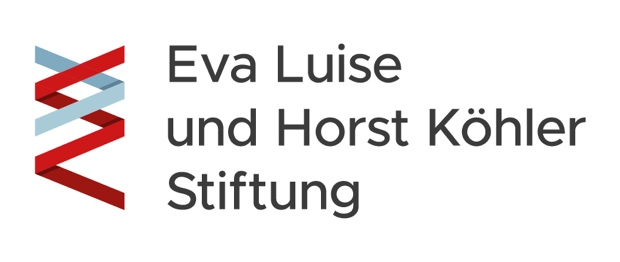 Eva Luise
und Horst Köhler
Stiftung